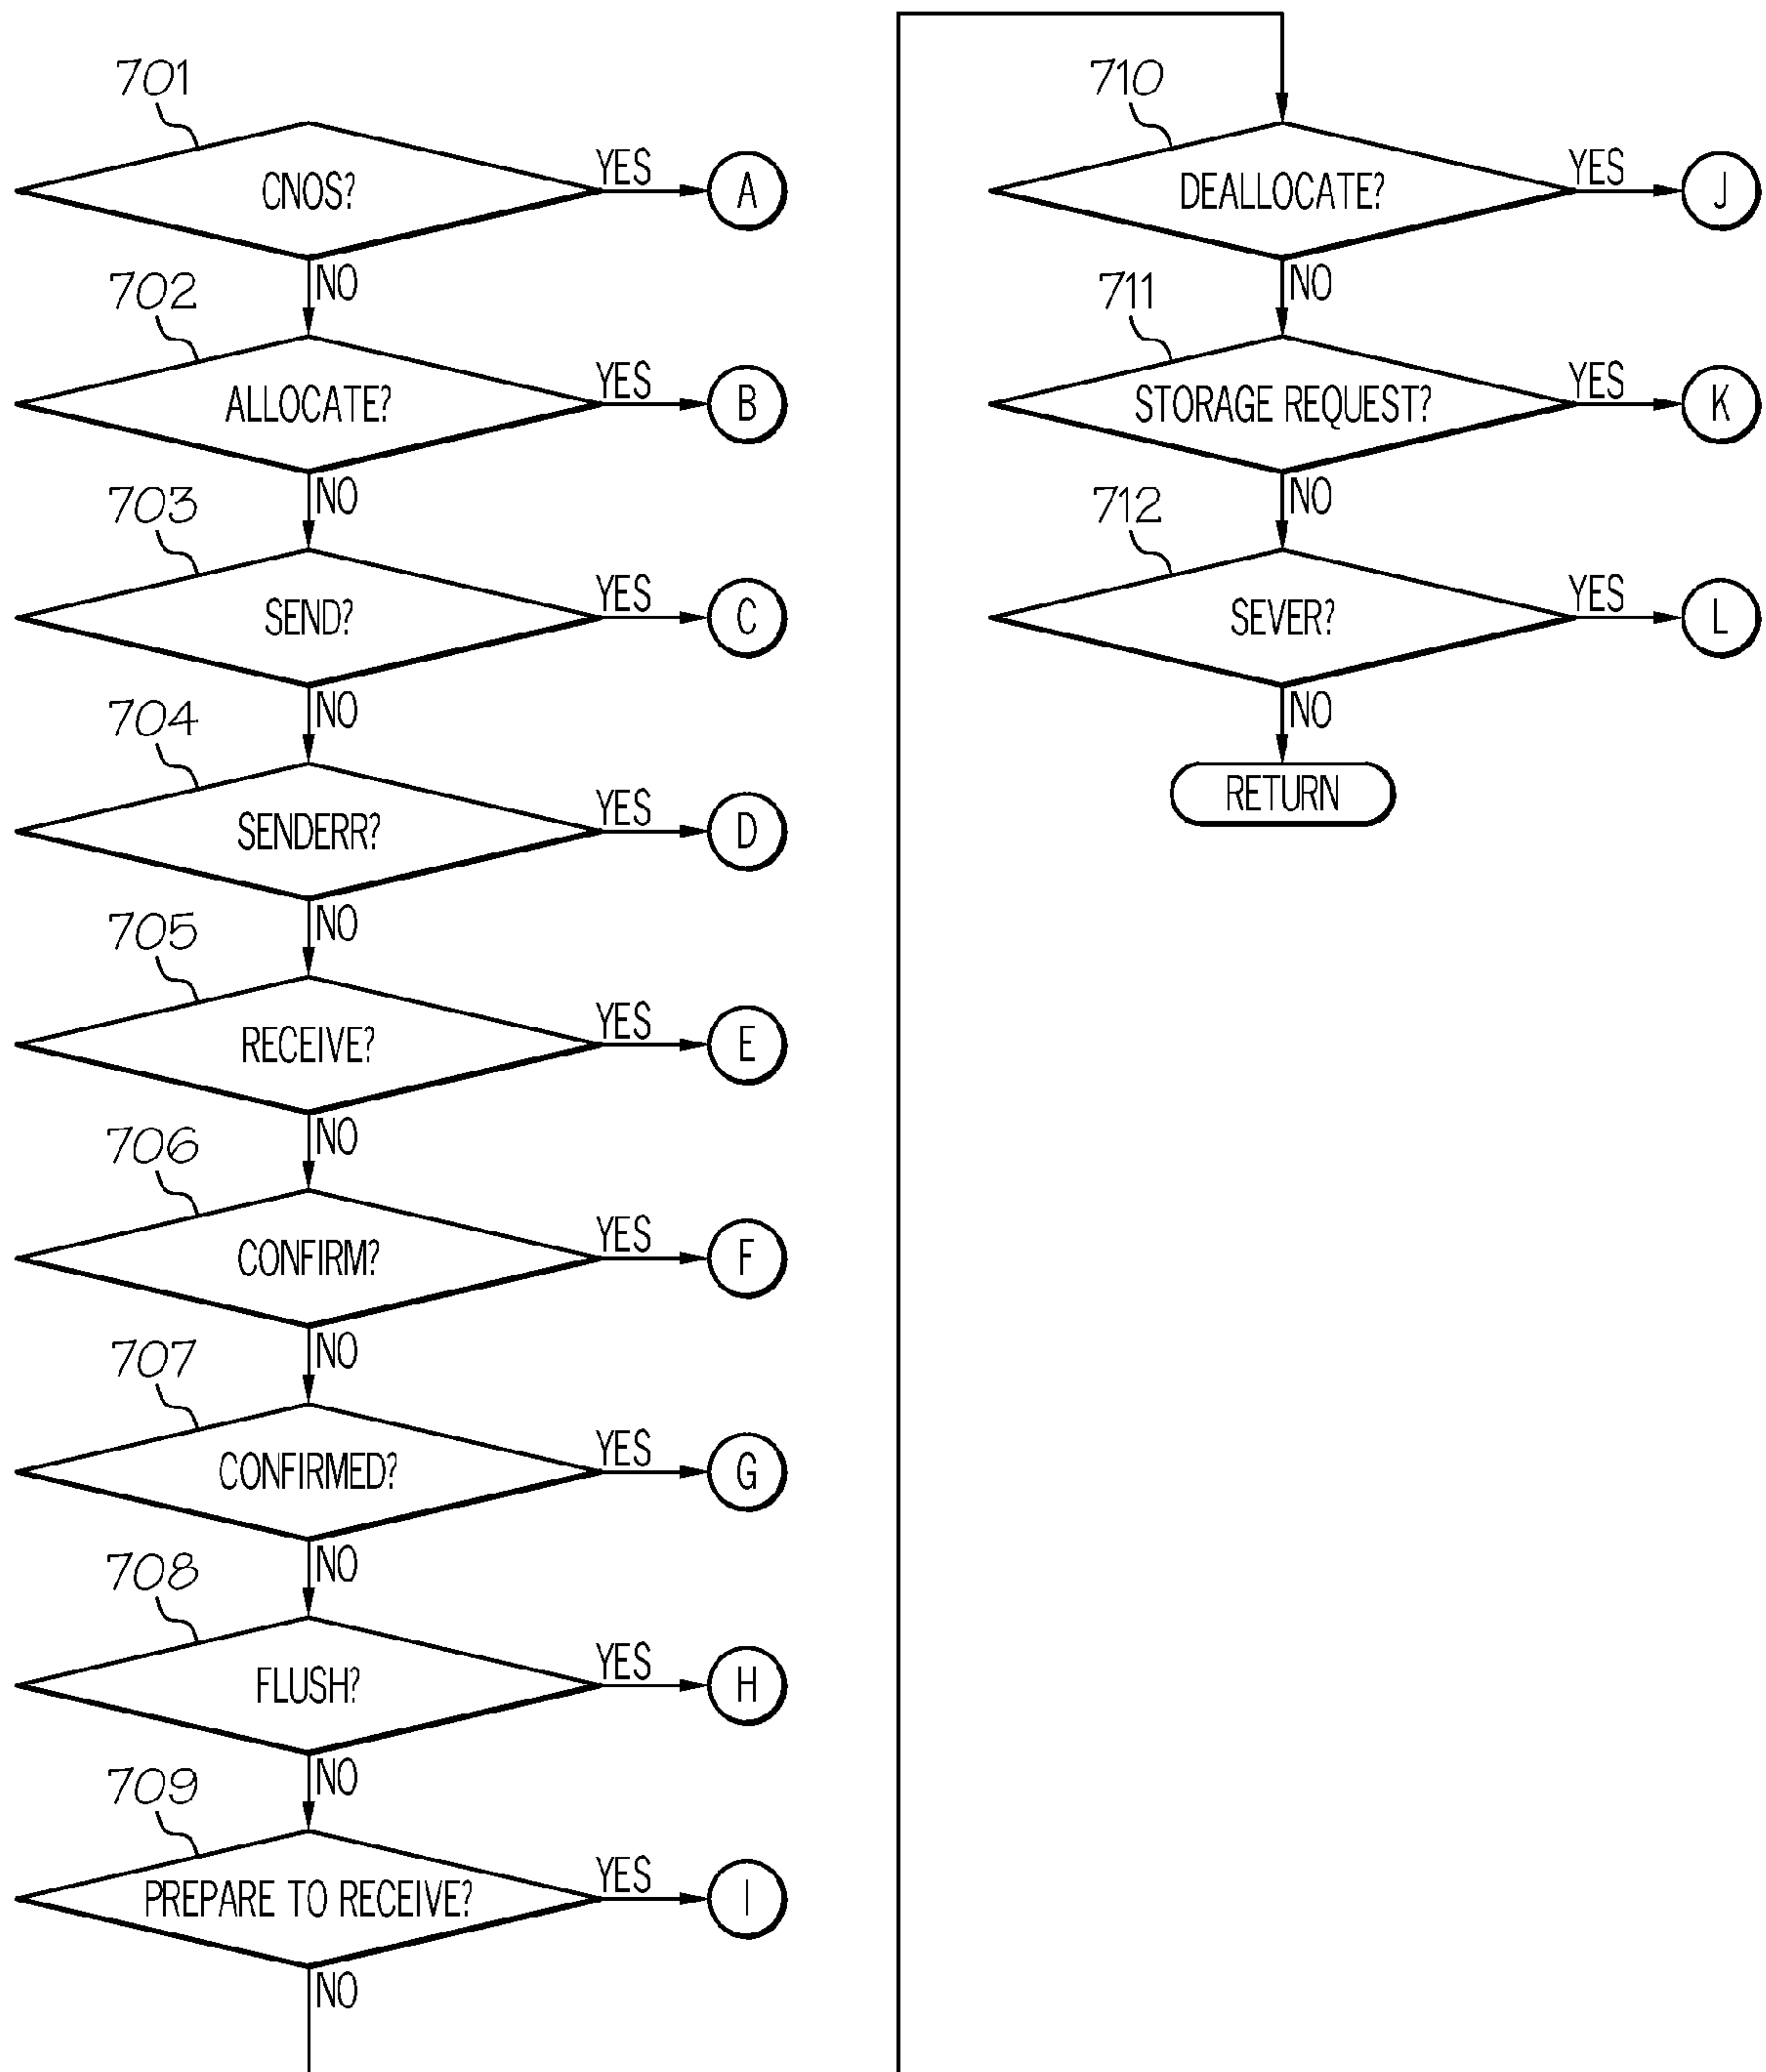 701
CNOS?
YES
A
NO
702
ALLOCATE?
YES
B
NO
703
SEND?
YES
C
NO
704
SENDERR?
YES
D
NO
705
RECEIVE?
YES
E
NO
706
CONFIRM?
YES
F
NO
707
CONFIRMED?
YES
G
NO
708
FLUSH?
YES
H
NO
709
PREPARE TO RECEIVE?
YES
I
NO
710
DEALLOCATE?
YES
J
NO
711
STORAGE REQUEST?
YES
K
NO
712
SEVER?
YES
L
NO
RETURN